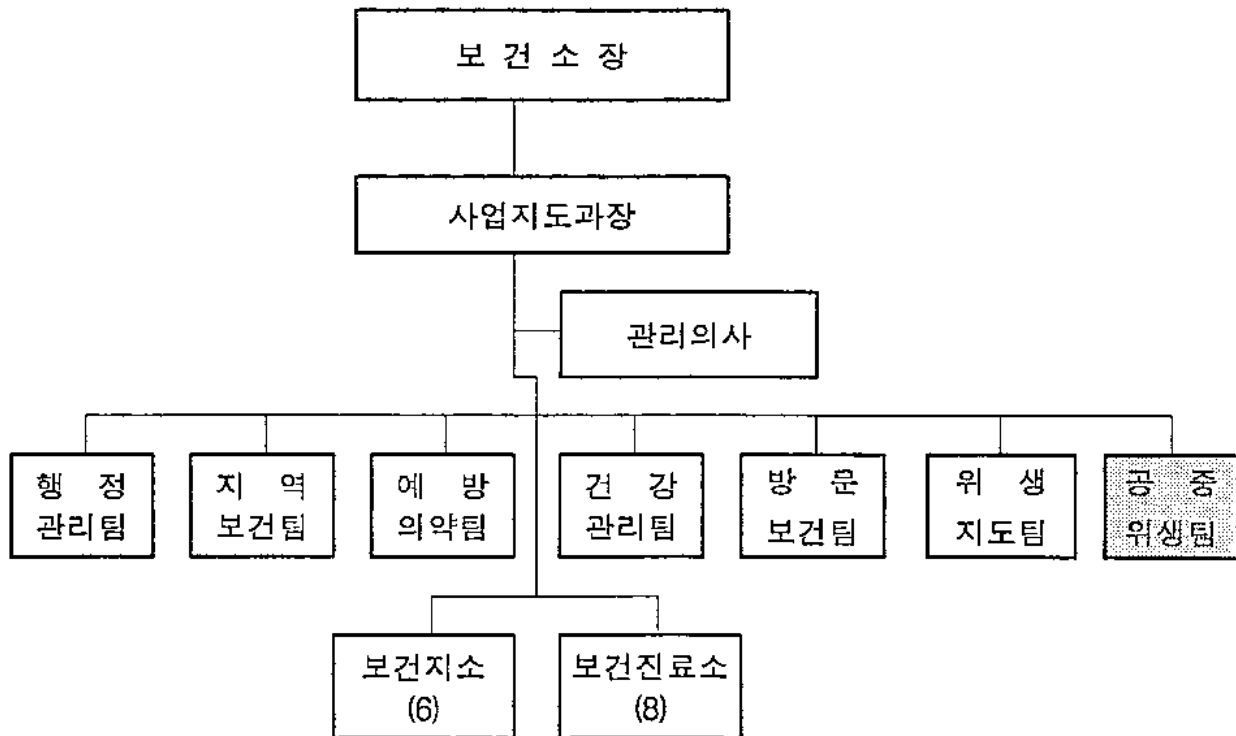 보 건 소 장
사업지도과장
관리의사
행 정
관리팀
지 역
보건팀
예 방
의약팀
건 강
관리팀
방 문
보건팀
위 생
지도팀
공 중
위생팀
보건지소
(6)
보건진료소
(8)